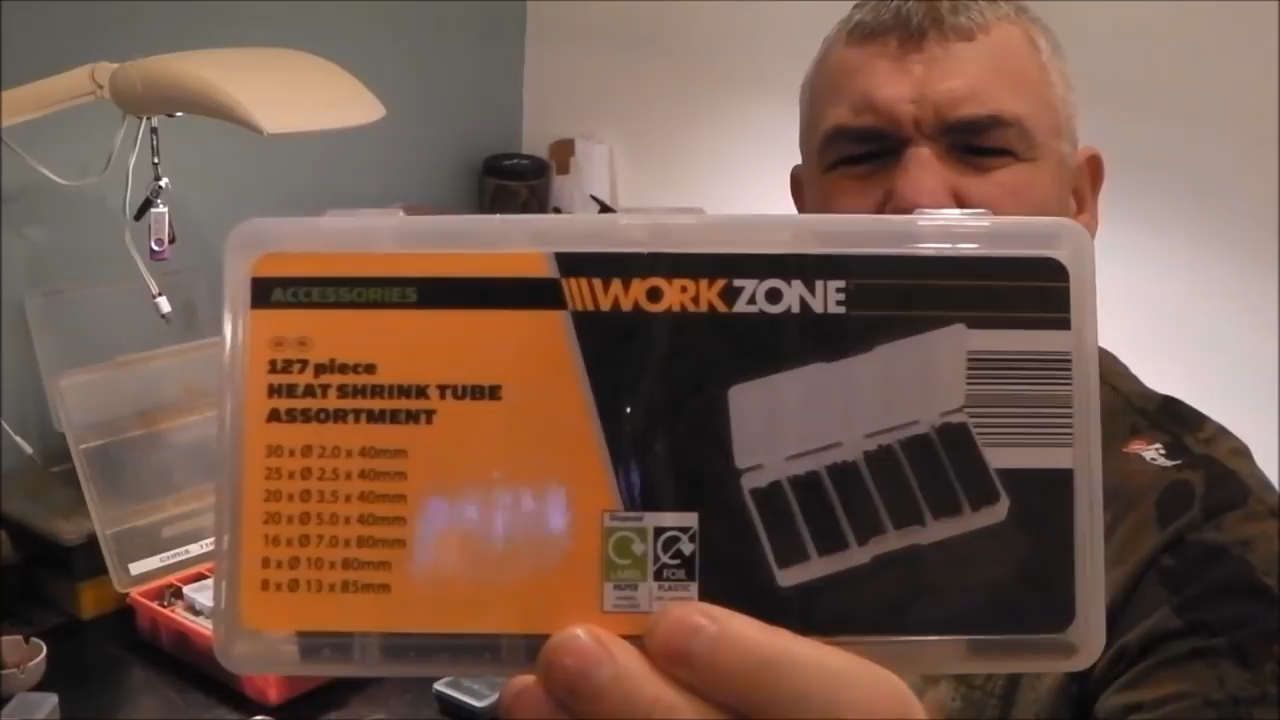 ACCESSORIES
WORKZONE
127 piece
HEAT SHRINK TUBE
ASSORTMENT
30 x Ø 2.0 x 40mm
25 x Ø 2.5 x 40mm
20 x Ø 3.5 x 40mm
20 x Ø 5.0 x 40mm
16 x Ø 7.0 x 80mm
8 x Ø 10 x 80mm
8 x Ø 13 x 85mm
LABEL
FOIL
PAPER
PLASTIC